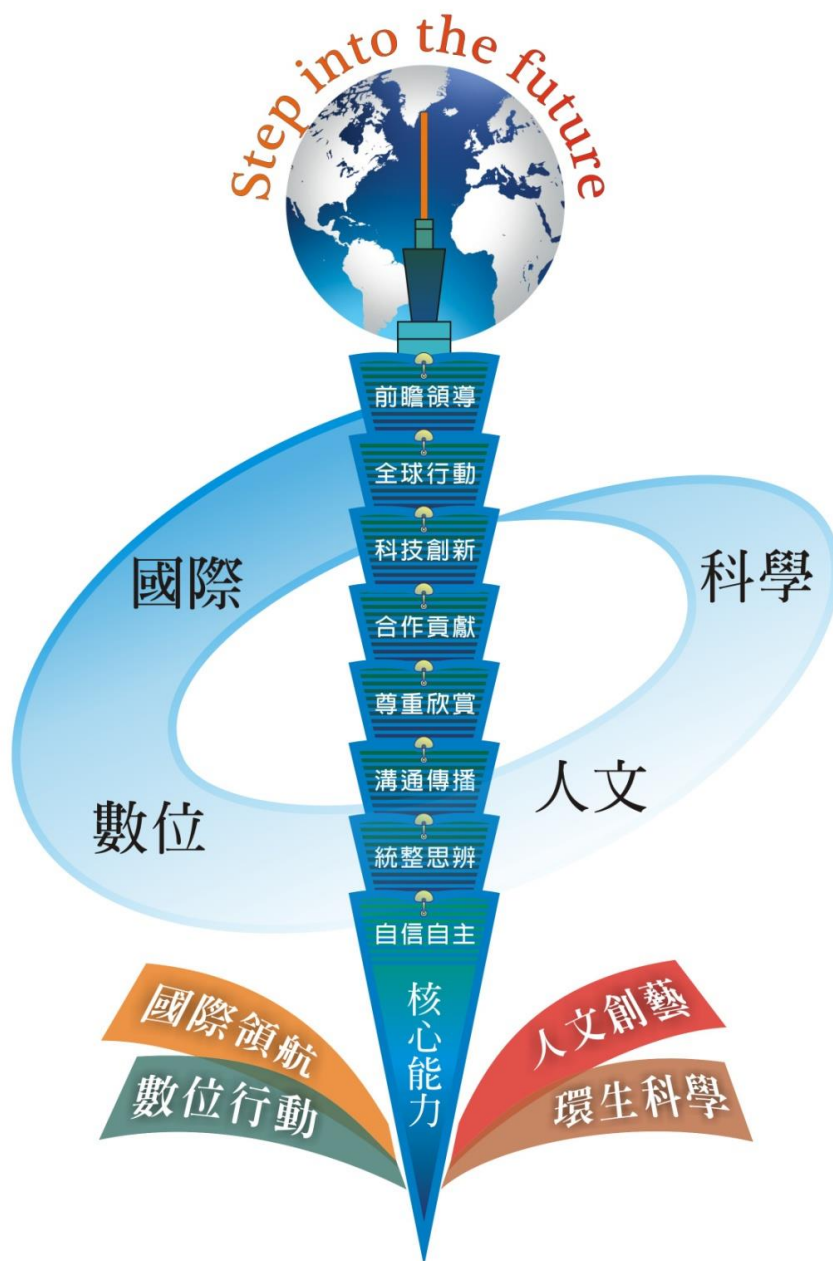 Step into the future
前瞻領導
全球行動
科技創新
合作貢獻
尊重欣賞
溝通傳播
統整思辨
自信自主
核心能力
國際
科學
數位
人文
國際領航
數位行動
人文創藝
環生科學